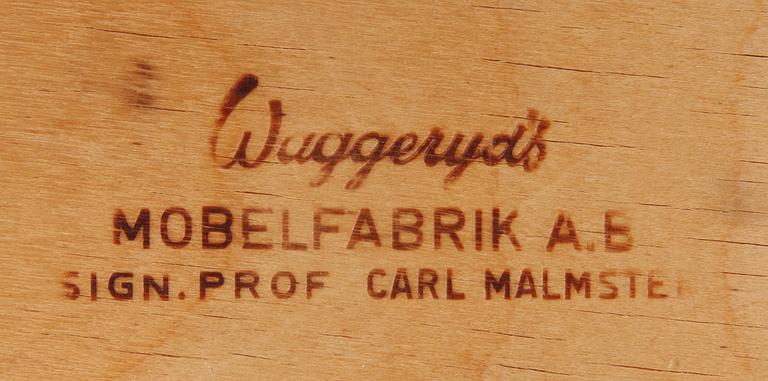 Waggeryd's
MOBELFABRIK A.B
SIGN. PROF CARL MALMSTE